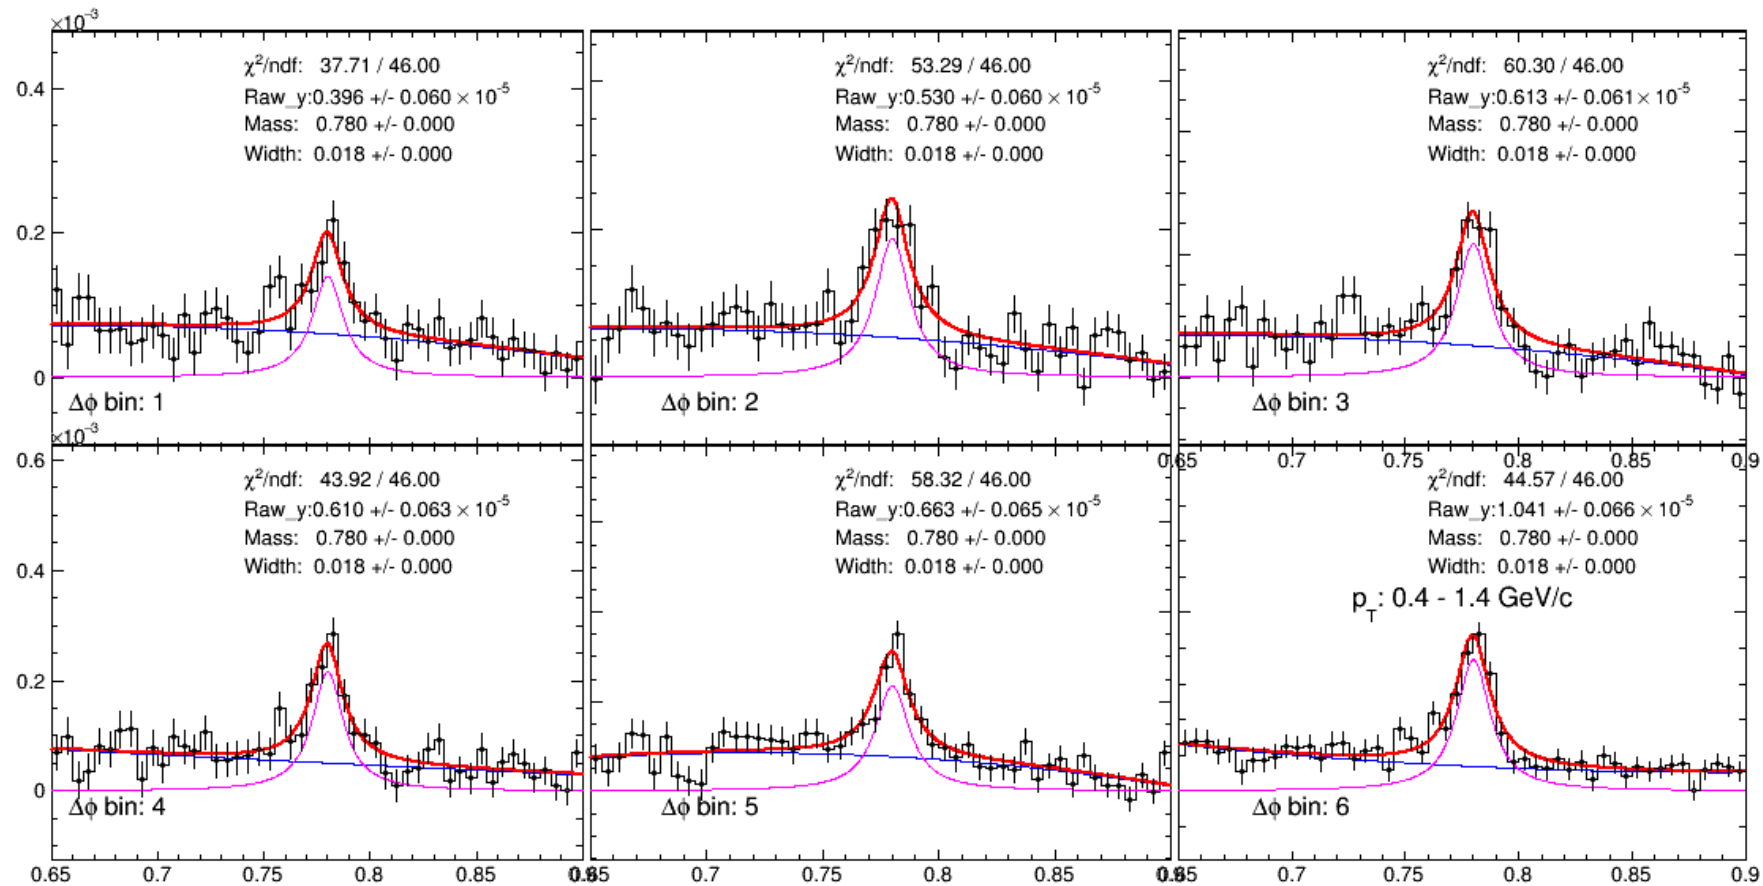 ×10⁻³
χ²/ndf: 37.71 / 46.00
Raw_y:0.396 +/- 0.060 × 10⁻⁵
Mass: 0.780 +/- 0.000
Width: 0.018 +/- 0.000
0.4
0.2
0
Δϕ bin: 1
χ²/ndf: 53.29 / 46.00
Raw_y:0.530 +/- 0.060 × 10⁻⁵
Mass: 0.780 +/- 0.000
Width: 0.018 +/- 0.000
Δϕ bin: 2
χ²/ndf: 60.30 / 46.00
Raw_y:0.613 +/- 0.061 × 10⁻⁵
Mass: 0.780 +/- 0.000
Width: 0.018 +/- 0.000
Δϕ bin: 3
0.65 0.7 0.75 0.8 0.85 0.9
×10⁻³
χ²/ndf: 43.92 / 46.00
Raw_y:0.610 +/- 0.063 × 10⁻⁵
Mass: 0.780 +/- 0.000
Width: 0.018 +/- 0.000
0.6
0.4
0.2
0
Δϕ bin: 4
0.65 0.7 0.75 0.8 0.85
χ²/ndf: 58.32 / 46.00
Raw_y:0.663 +/- 0.065 × 10⁻⁵
Mass: 0.780 +/- 0.000
Width: 0.018 +/- 0.000
Δϕ bin: 5
0.7 0.75 0.8 0.85
χ²/ndf: 44.57 / 46.00
Raw_y:1.041 +/- 0.066 × 10⁻⁵
Mass: 0.780 +/- 0.000
Width: 0.018 +/- 0.000
p_T: 0.4 - 1.4 GeV/c
Δϕ bin: 6
0.7 0.75 0.8 0.85 0.9